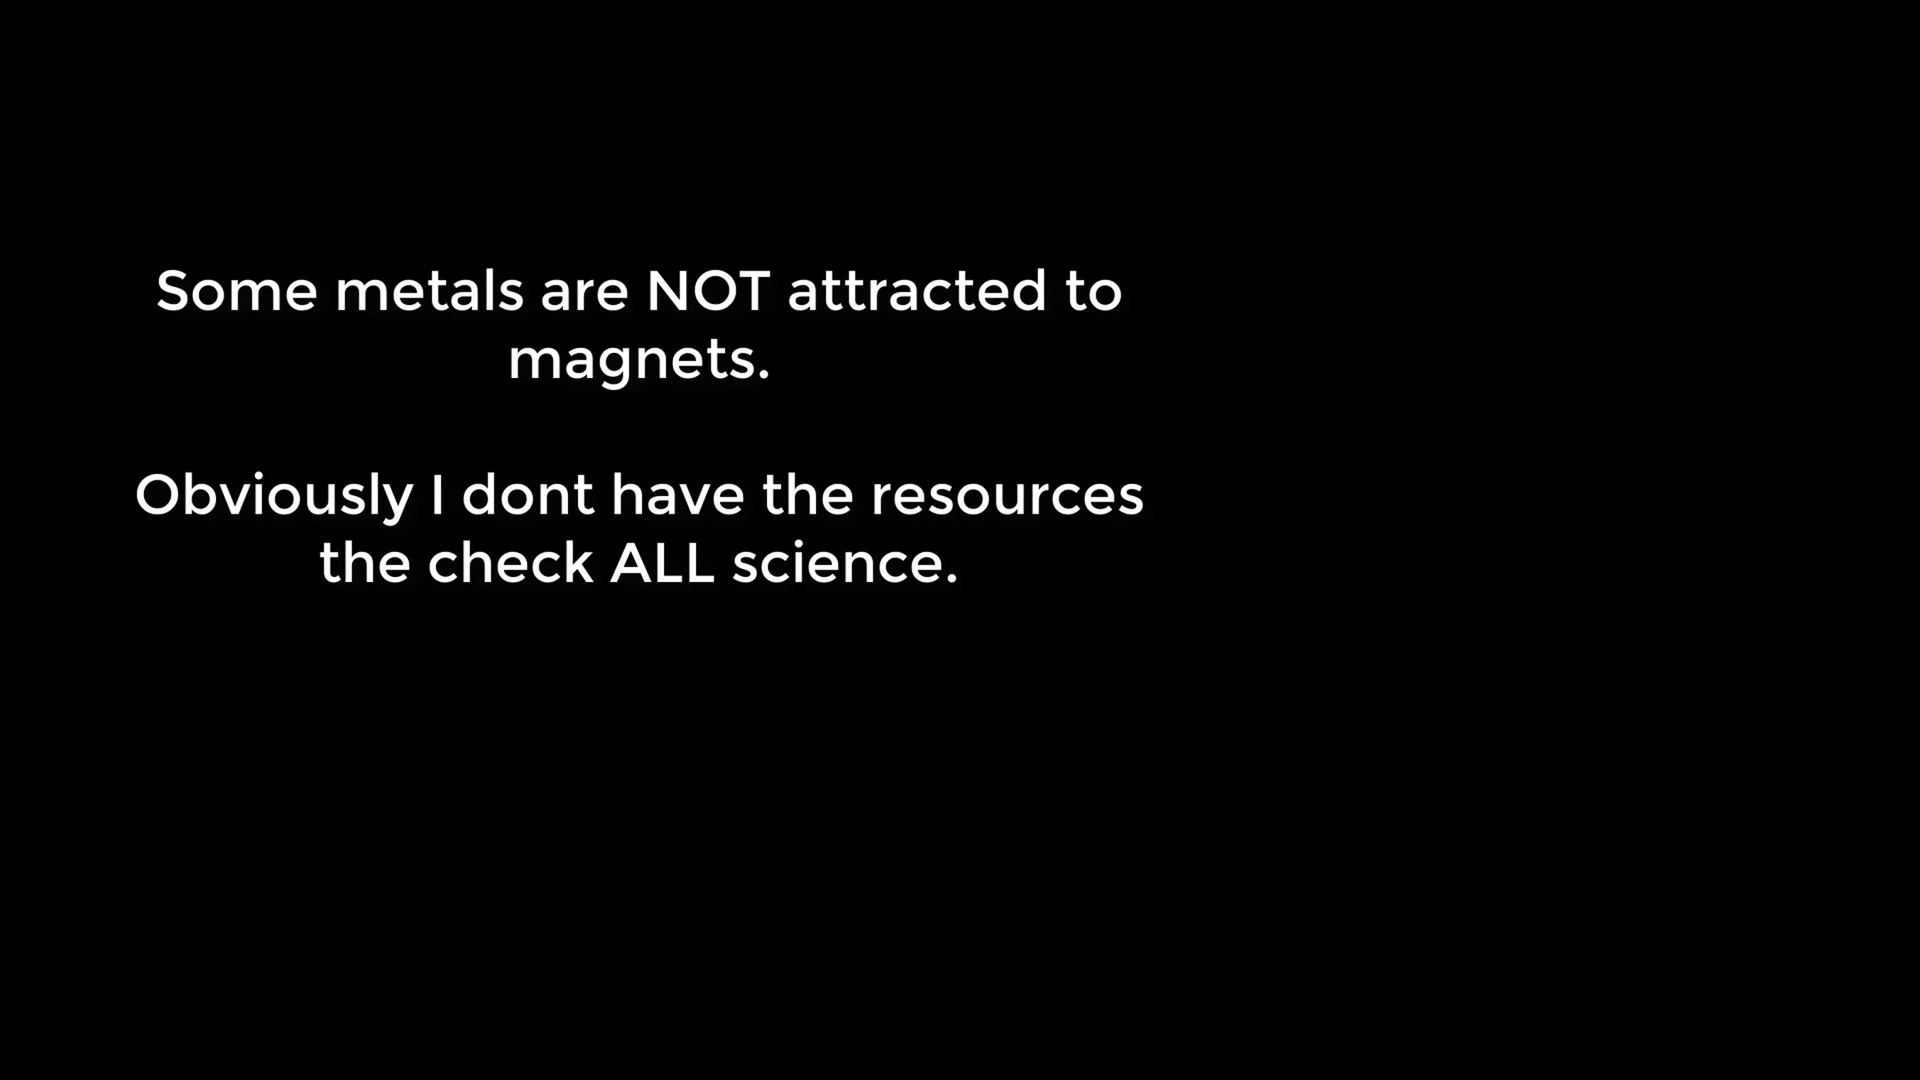 Some metals are NOT attracted to
magnets.
Obviously I dont have the resources
the check ALL science.